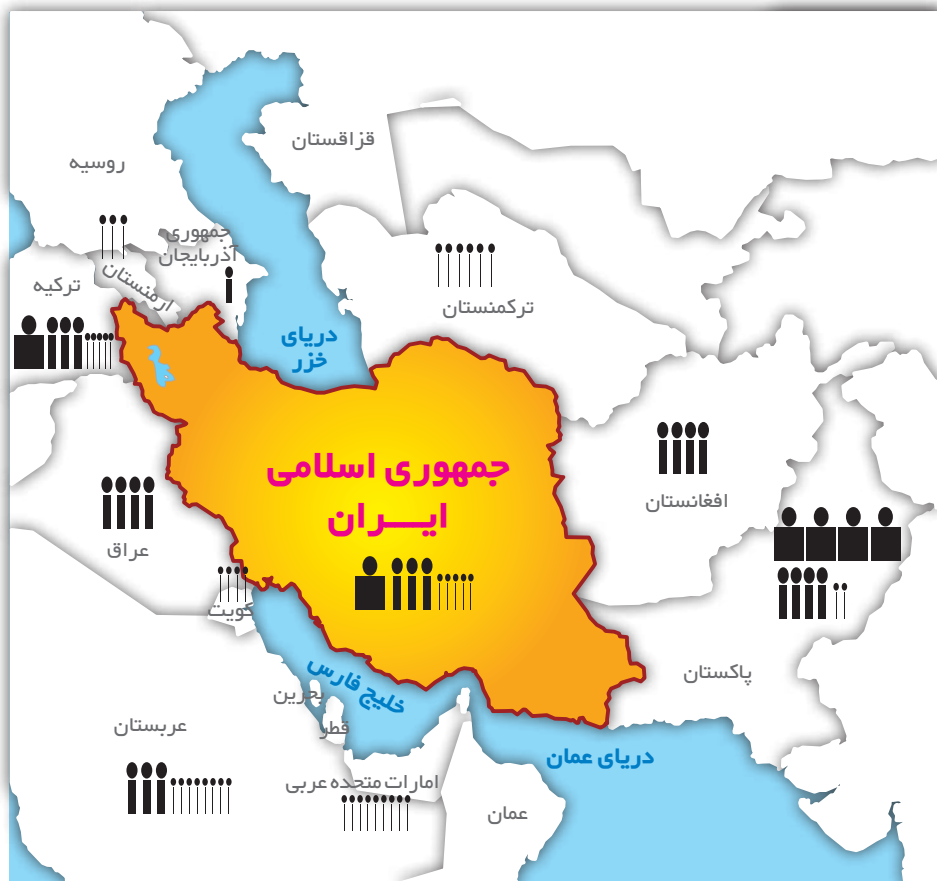 قزاقستان
روسیه
جمهوری
آذربایجان
ارمنستان
ترکیه
ترکمنستان
دریای
خزر
جمهوری اسلامی
ایـــران
افغانستان
عراق
کویت
پاکستان
خلیج فارس
بحرین
قطر
عربستان
دریای عمان
امارات متحده عربی
عمان